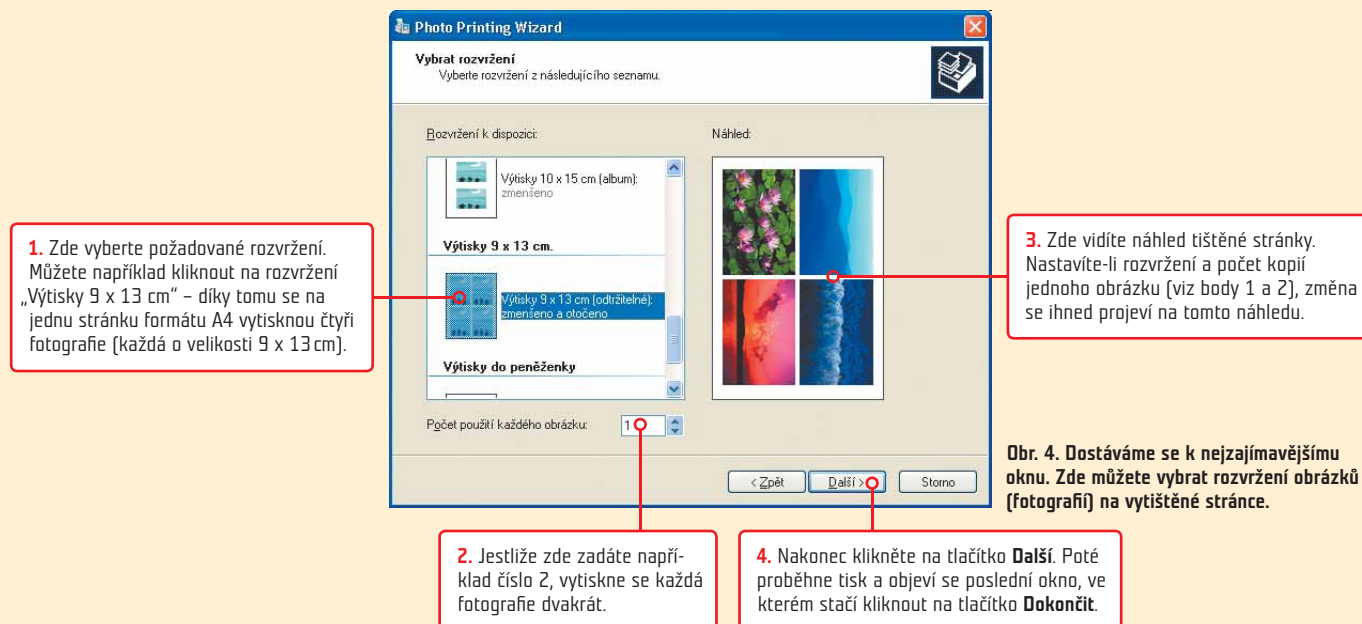 Photo Printing Wizard
Vybrat rozvržení
Vyberte rozvržení z následujícího seznamu.
Rozvržení k dispozici:
Náhled:
Výtisky 10 x 15 cm (album):
zmenšeno
Výtisky 9 x 13 cm.
Výtisky 9 x 13 cm (odtržitelné):
zmenšeno a otočeno
Výtisky do peněženky
Počet použití každého obrázku:
1
< Zpět
Další >
Storno
1. Zde vyberte požadované rozvržení.
Můžete například kliknout na rozvržení
„Výtisky 9 x 13 cm“ – díky tomu se na
jednu stránku formátu A4 vytisknou čtyři
fotografie (každá o velikosti 9 x 13 cm).
2. Jestliže zde zadáte napří-
klad číslo 2, vytiskne se každá
fotografie dvakrát.
3. Zde vidíte náhled tištěné stránky.
Nastavíte-li rozvržení a počet kopií
jednoho obrázku (viz body 1 a 2), změna
se ihned projeví na tomto náhledu.
4. Nakonec klikněte na tlačítko Další. Poté
proběhne tisk a objeví se poslední okno, ve
kterém stačí kliknout na tlačítko Dokončit.
Obr. 4. Dostáváme se k nejzajímavějšímu
oknu. Zde můžete vybrat rozvržení obrázků
(fotografií) na vytištěné stránce.